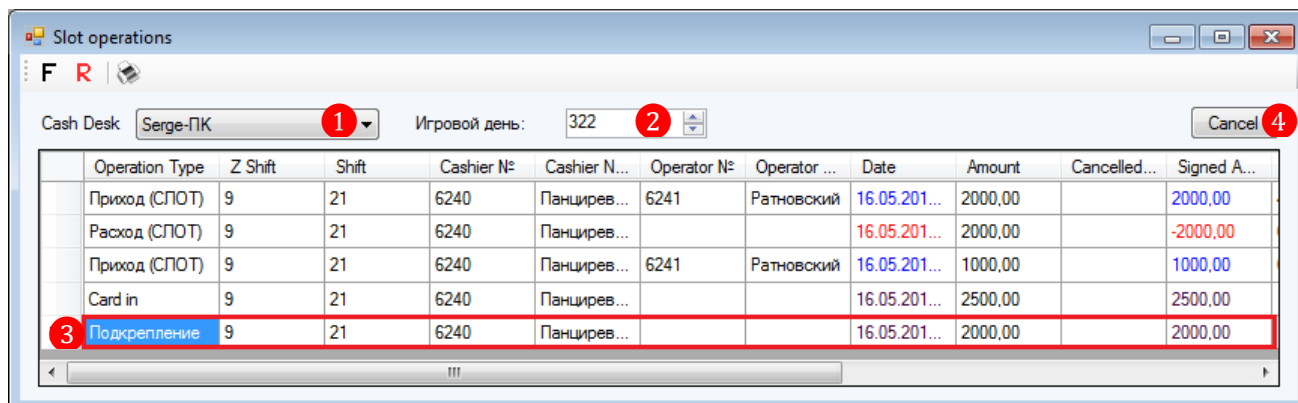 Slot operations
F R
Cash Desk Serge-ПК 1 Игровой день: 322 2 Cancel 4
Operation Type Z Shift Shift Cashier № Cashier N... Operator № Operator ... Date Amount Cancelled... Signed A...
Приход (СЛОТ) 9 21 6240 Панцирев... 6241 Ратновский 16.05.201... 2000,00 2000,00
Расход (СЛОТ) 9 21 6240 Панцирев... 16.05.201... 2000,00 -2000,00
Приход (СЛОТ) 9 21 6240 Панцирев... 6241 Ратновский 16.05.201... 1000,00 1000,00
Card in 9 21 6240 Панцирев... 16.05.201... 2500,00 2500,00
3 Подкрепление 9 21 6240 Панцирев... 16.05.201... 2000,00 2000,00